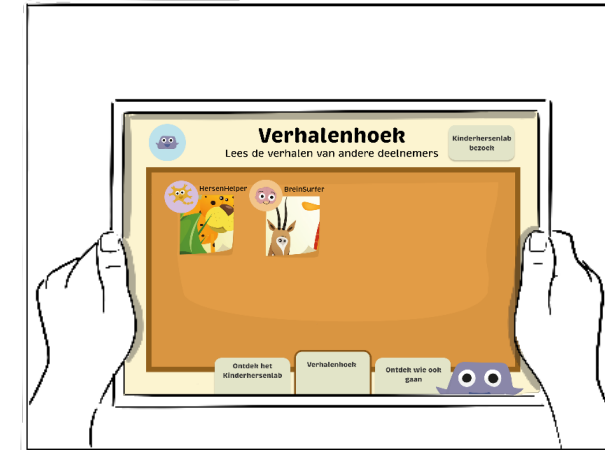 Verhalenhoek
Lees de verhalen van andere deelnemers
Kinderhersenlab
bezoek
HersenHelper
BreinSurfer
Ontdek het
Kinderhersenlab
Verhalenhoek
Ontdek wie ook
gaan